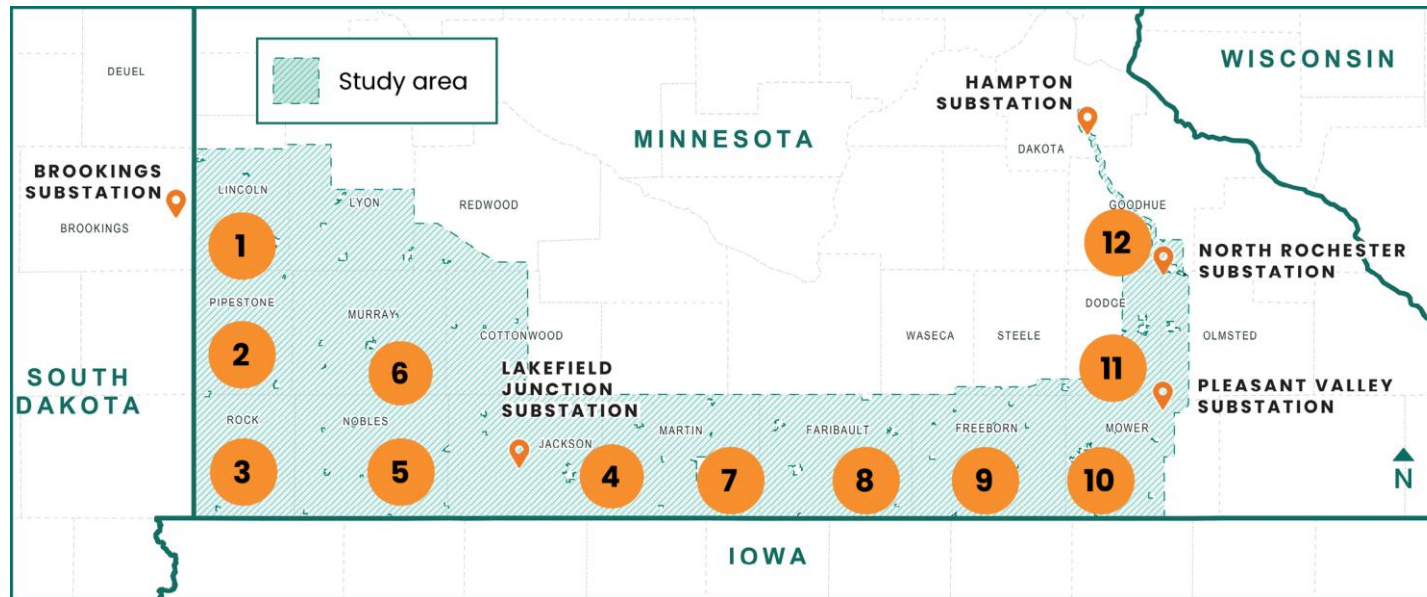 DEUEL
BROOKINGS
SUBSTATION
BROOKINGS
SOUTH
DAKOTA
Study area
MINNESOTA
WISCONSIN
HAMPTON
SUBSTATION
DAKOTA
LINCOLN
LYON
REDWOOD
GOODHUE
1
12
NORTH ROCHESTER
SUBSTATION
PIPESTONE
MURRAY
COTTONWOOD
DODGE
WASECA
STEELE
OLMSTED
2
6
11
LAKEFIELD
JUNCTION
SUBSTATION
PLEASANT VALLEY
SUBSTATION
ROCK
NOBLES
JACKSON
MARTIN
FARIBAULT
FREEBORN
MOWER
3
5
4
7
8
9
10
N
IOWA